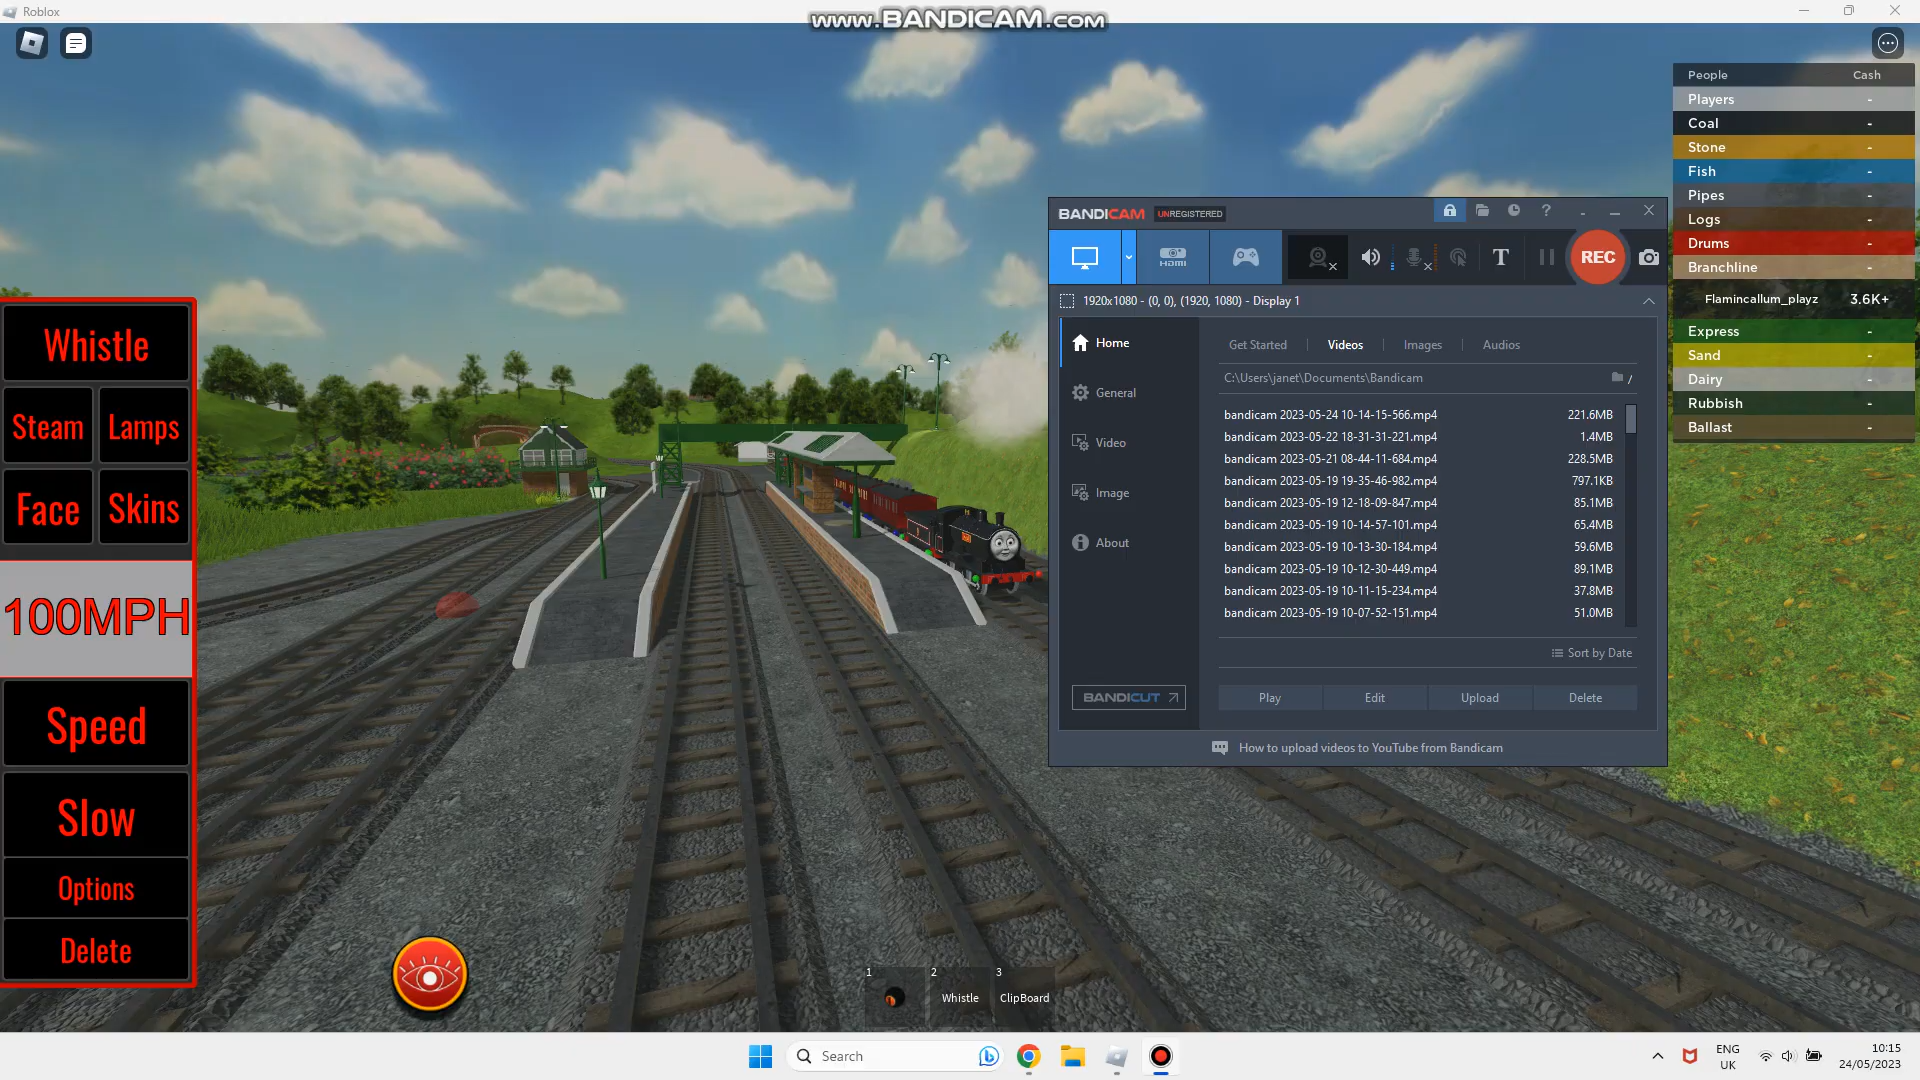 Roblox
www.BANDICAM.com
People Cash
Players -
Coal -
Stone -
Fish -
Pipes -
Logs -
Drums -
Branchline -
Flamincallum_playz 3.6K+
Express -
Sand -
Dairy -
Rubbish -
Ballast -
BANDICAM UNREGISTERED
HDMI
T
REC
1920x1080 - (0, 0), (1920, 1080) - Display 1
Home
General
Video
Image
About
BANDICUT
Get Started
Videos
Images
Audios
C:\Users\janet\Documents\Bandicam
bandicam 2023-05-24 10-14-15-566.mp4 221.6MB
bandicam 2023-05-22 18-31-31-221.mp4 1.4MB
bandicam 2023-05-21 08-44-11-684.mp4 228.5MB
bandicam 2023-05-19 19-35-46-982.mp4 797.1KB
bandicam 2023-05-19 12-18-09-847.mp4 85.1MB
bandicam 2023-05-19 10-14-57-101.mp4 65.4MB
bandicam 2023-05-19 10-13-30-184.mp4 59.6MB
bandicam 2023-05-19 10-12-30-449.mp4 89.1MB
bandicam 2023-05-19 10-11-15-234.mp4 37.8MB
bandicam 2023-05-19 10-07-52-151.mp4 51.0MB
Sort by Date
Play Edit Upload Delete
How to upload videos to YouTube from Bandicam
Whistle
Steam Lamps
Face Skins
100MPH
Speed
Slow
Options
Delete
1 2 3
Whistle ClipBoard
Search
ENG
UK
10:15
24/05/2023